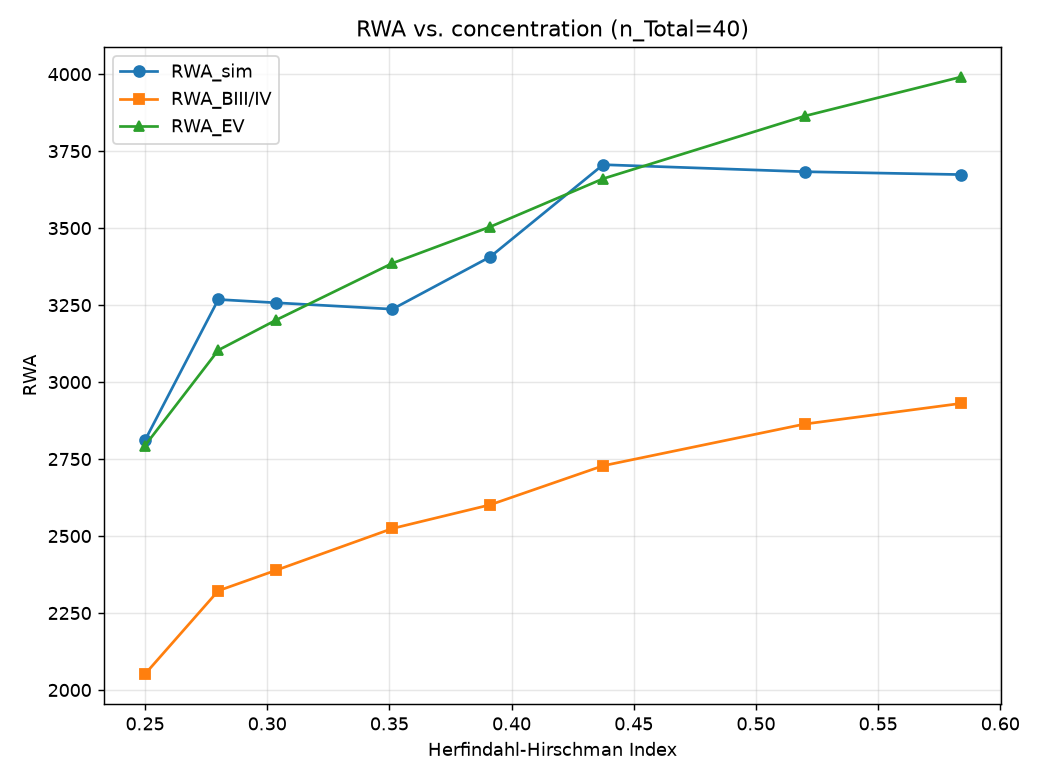 RWA vs. concentration (n_Total=40)
RWA_sim
RWA_BIII/IV
RWA_EV
4000
3750
3500
3250
3000
2750
2500
2250
2000
RWA
0.25
0.30
0.35
0.40
0.45
0.50
0.55
0.60
Herfindahl-Hirschman Index